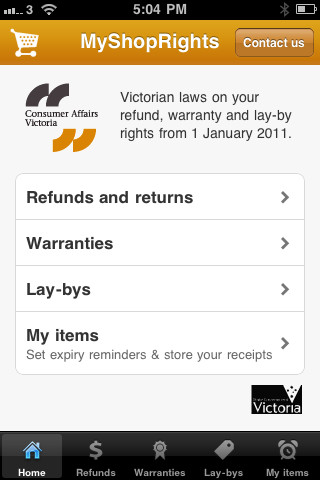 3 5:04 PM
MyShopRights
Contact us
Consumer Affairs
Victoria
Victorian laws on your
refund, warranty and lay-by
rights from 1 January 2011.
Refunds and returns
Warranties
Lay-bys
My items
Set expiry reminders & store your receipts
State Government
Victoria
Home Refunds Warranties Lay-bys My items